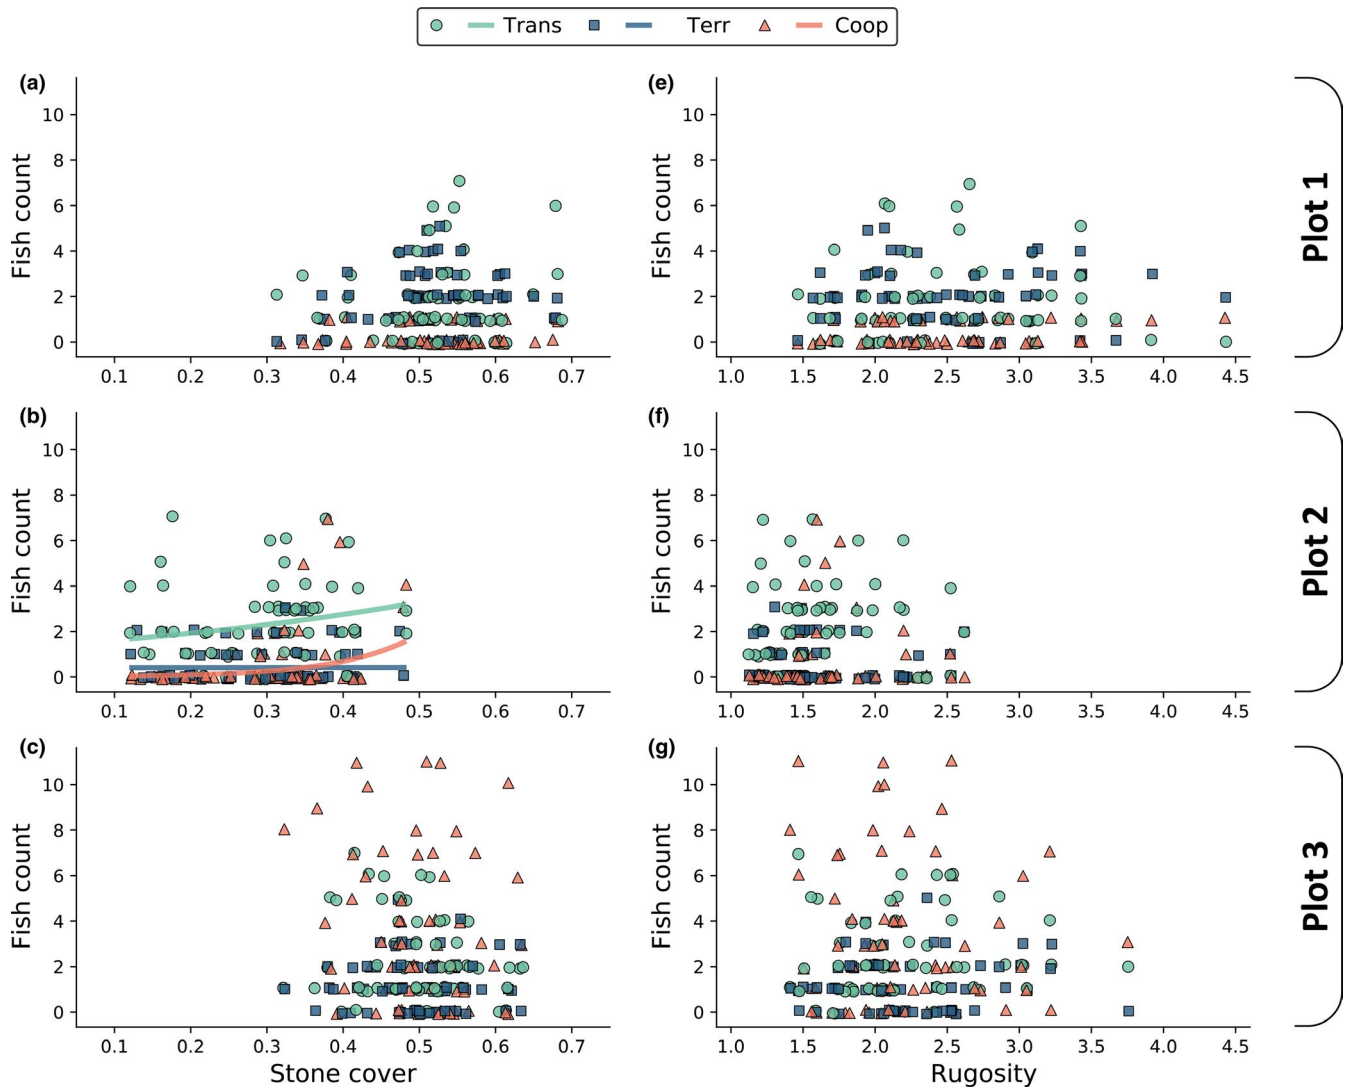 Trans Terr Coop
(a)
Fish count
10
8
6
4
2
0
0.1 0.2 0.3 0.4 0.5 0.6 0.7
(e)
Fish count
10
8
6
4
2
0
1.0 1.5 2.0 2.5 3.0 3.5 4.0 4.5
Plot 1
(b)
Fish count
10
8
6
4
2
0
0.1 0.2 0.3 0.4 0.5 0.6 0.7
(f)
Fish count
10
8
6
4
2
0
1.0 1.5 2.0 2.5 3.0 3.5 4.0 4.5
Plot 2
(c)
Fish count
10
8
6
4
2
0
0.1 0.2 0.3 0.4 0.5 0.6 0.7
Stone cover
(g)
Fish count
10
8
6
4
2
0
1.0 1.5 2.0 2.5 3.0 3.5 4.0 4.5
Rugosity
Plot 3